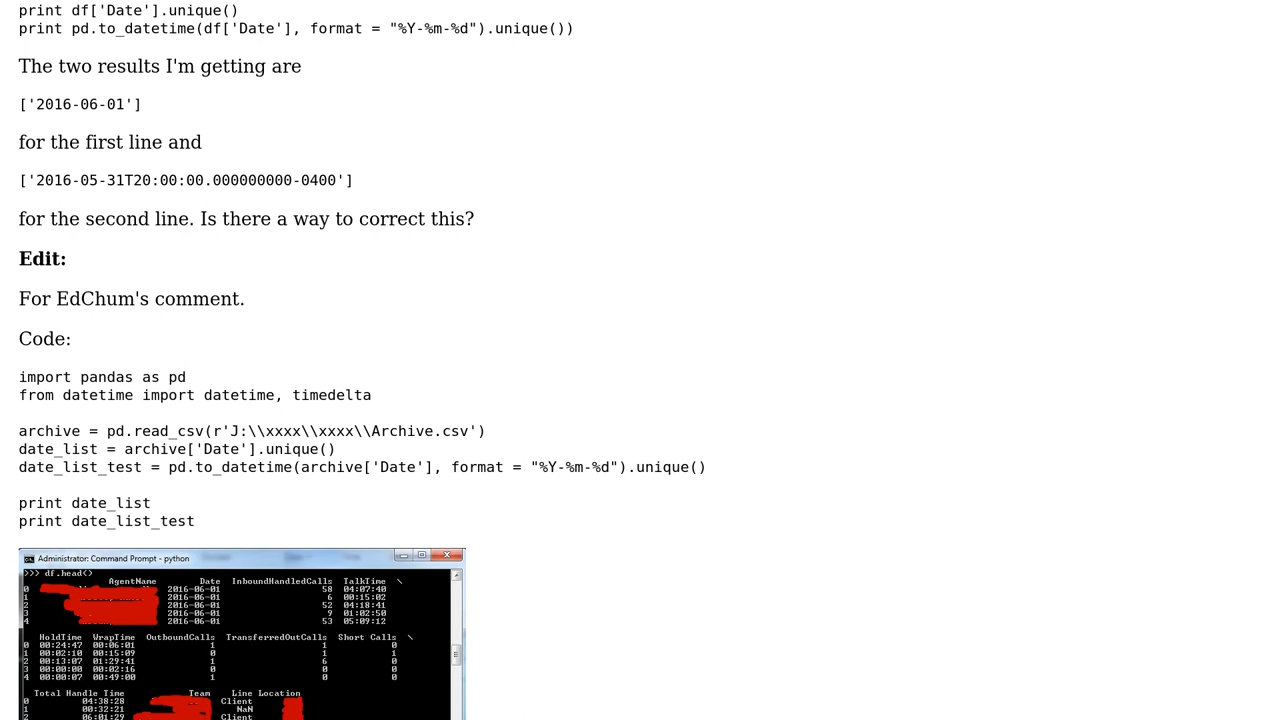 print df['Date'].unique()
print pd.to_datetime(df['Date'], format = "%Y-%m-%d").unique())
The two results I'm getting are
['2016-06-01']
for the first line and
['2016-05-31T20:00:00.000000000-0400']
for the second line. Is there a way to correct this?
Edit:
For EdChum's comment.
Code:
import pandas as pd
from datetime import datetime, timedelta
archive = pd.read_csv(r'J:\\xxxx\\xxxx\\Archive.csv')
date_list = archive['Date'].unique()
date_list_test = pd.to_datetime(archive['Date'], format = "%Y-%m-%d").unique()
print date_list
print date_list_test
Administrator: Command Prompt - python
>>> df.head()
AgentName Date InboundHandledCalls TalkTime \
0 2016-06-01 58 04:07:40
1 2016-06-01 6 00:15:02
2 2016-06-01 52 04:18:41
3 2016-06-01 9 01:02:50
4 2016-06-01 53 05:09:12
HoldTime WrapTime OutboundCalls TransferredOutCalls Short Calls \
0 00:24:47 00:06:01 1 1 0
1 00:02:10 00:15:09 0 1 1
2 00:13:07 01:29:41 1 6 0
3 00:00:00 00:02:16 0 0 0
4 00:00:07 00:49:00 1 0 0
Total Handle Time Team Line Location
0 04:38:28 Client
1 00:32:21 NaN
2 06:01:29 Client